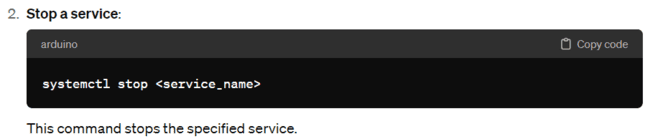 2. Stop a service:
arduino Copy code
systemctl stop <service_name>
This command stops the specified service.